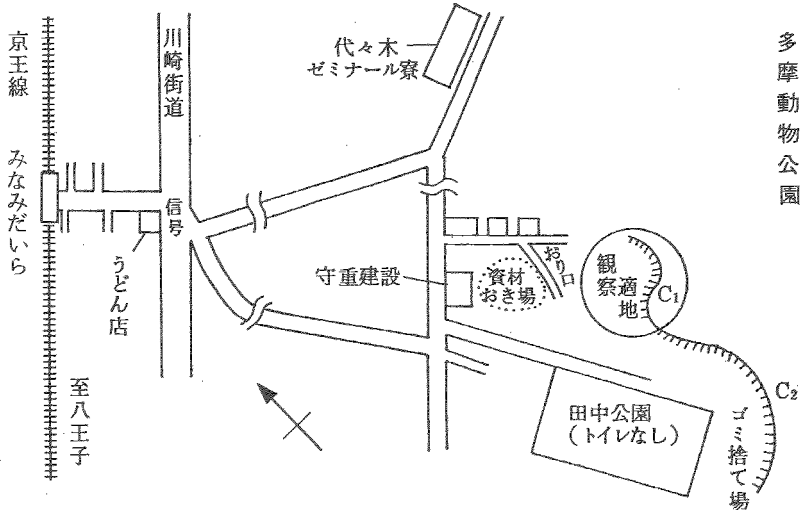 京王線
みなみだいら
至八王子
川崎街道
信号
うどん店
代々木
ゼミナール寮
守重建設
資材
おき場
おり口
観察
適地
C₁
C₂
田中公園
(トイレなし)
ゴミ捨て場
多摩動物公園